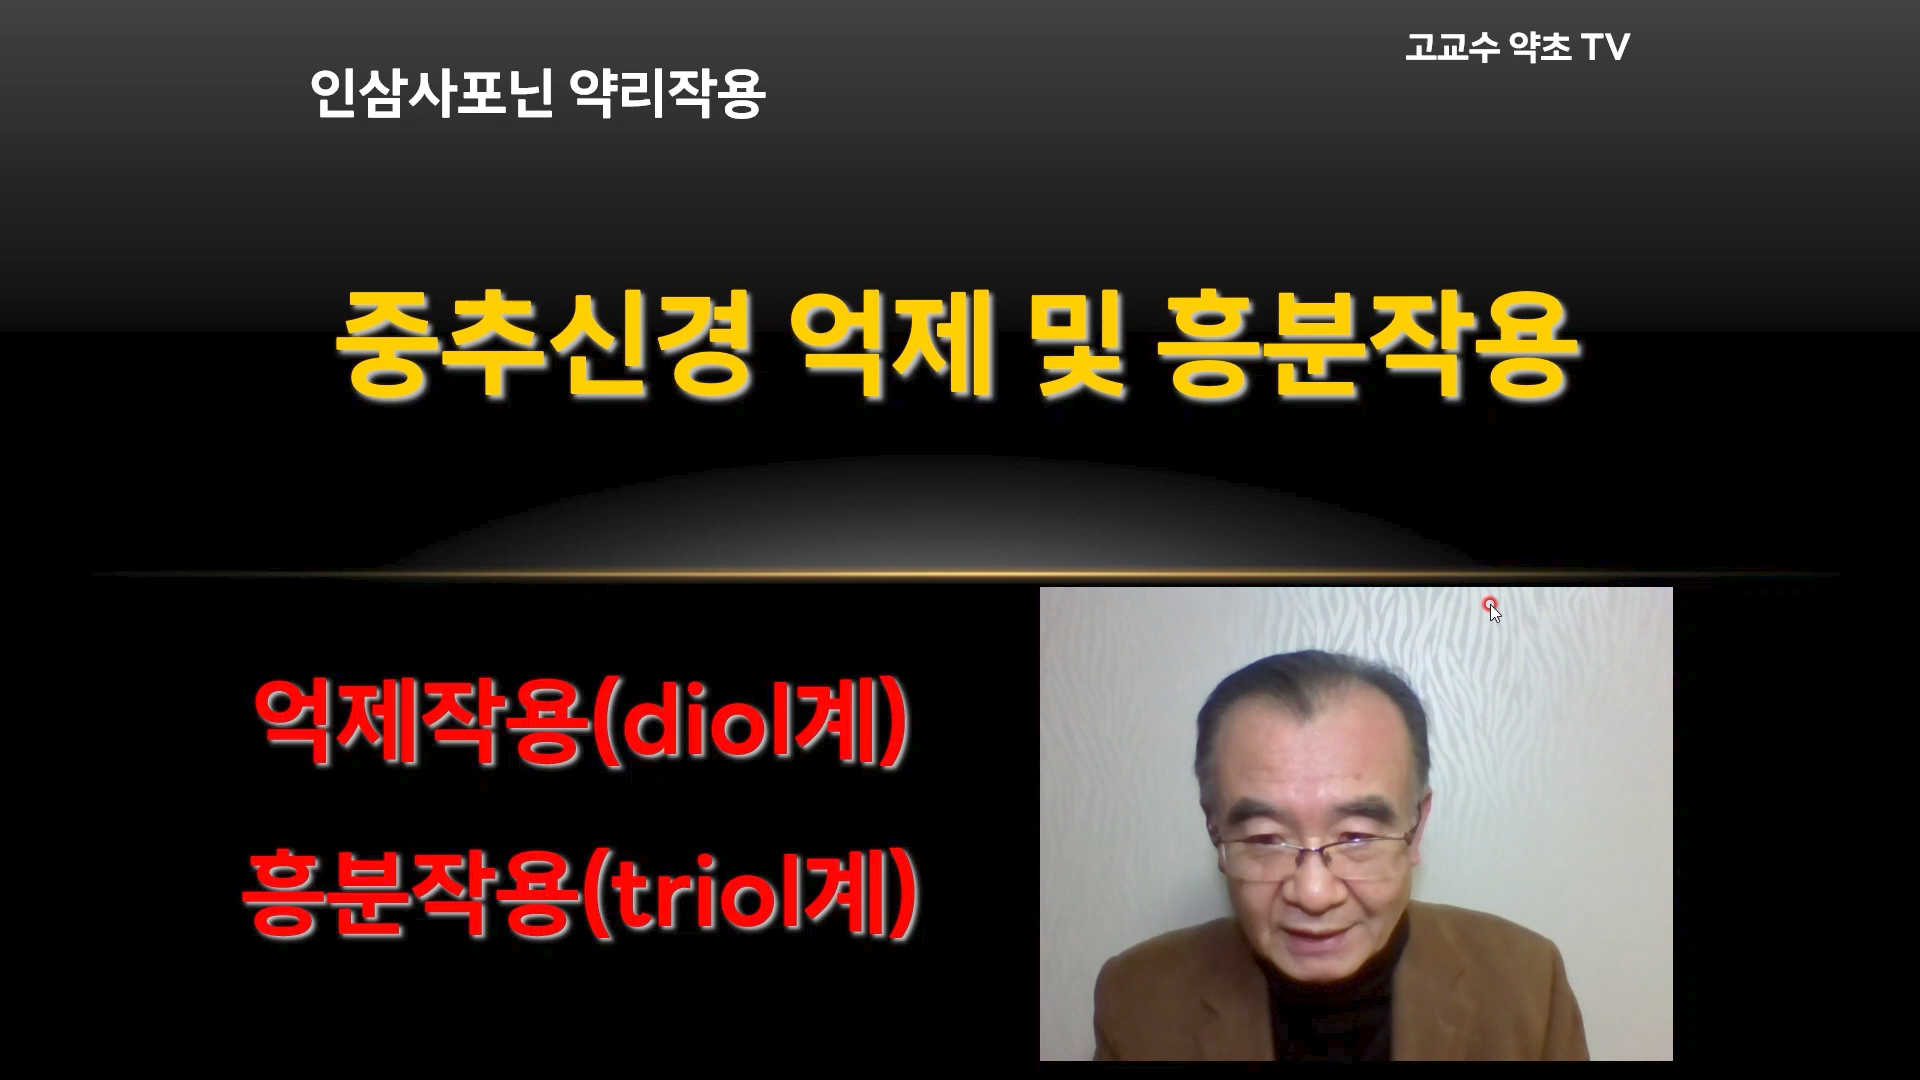 고교수 약초 TV
인삼사포닌 약리작용
중추신경 억제 및 흥분작용
억제작용(diol계)
흥분작용(triol계)